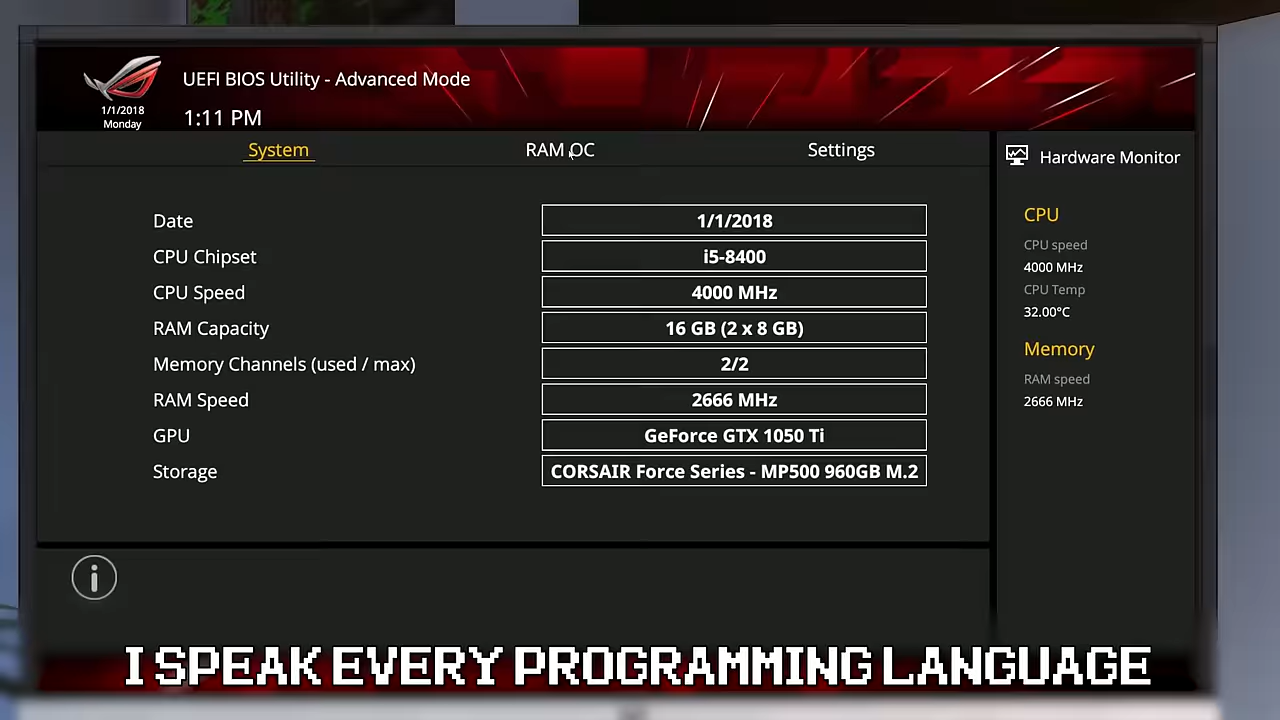 UEFI BIOS Utility - Advanced Mode
1/1/2018
Monday
1:11 PM
System
RAM OC
Settings
Hardware Monitor
Date
1/1/2018
CPU Chipset
i5-8400
CPU Speed
4000 MHz
RAM Capacity
16 GB (2 x 8 GB)
Memory Channels (used / max)
2/2
RAM Speed
2666 MHz
GPU
GeForce GTX 1050 Ti
Storage
CORSAIR Force Series - MP500 960GB M.2
CPU
CPU speed
4000 MHz
CPU Temp
32.00°C
Memory
RAM speed
2666 MHz
I SPEAK EVERY PROGRAMMING LANGUAGE